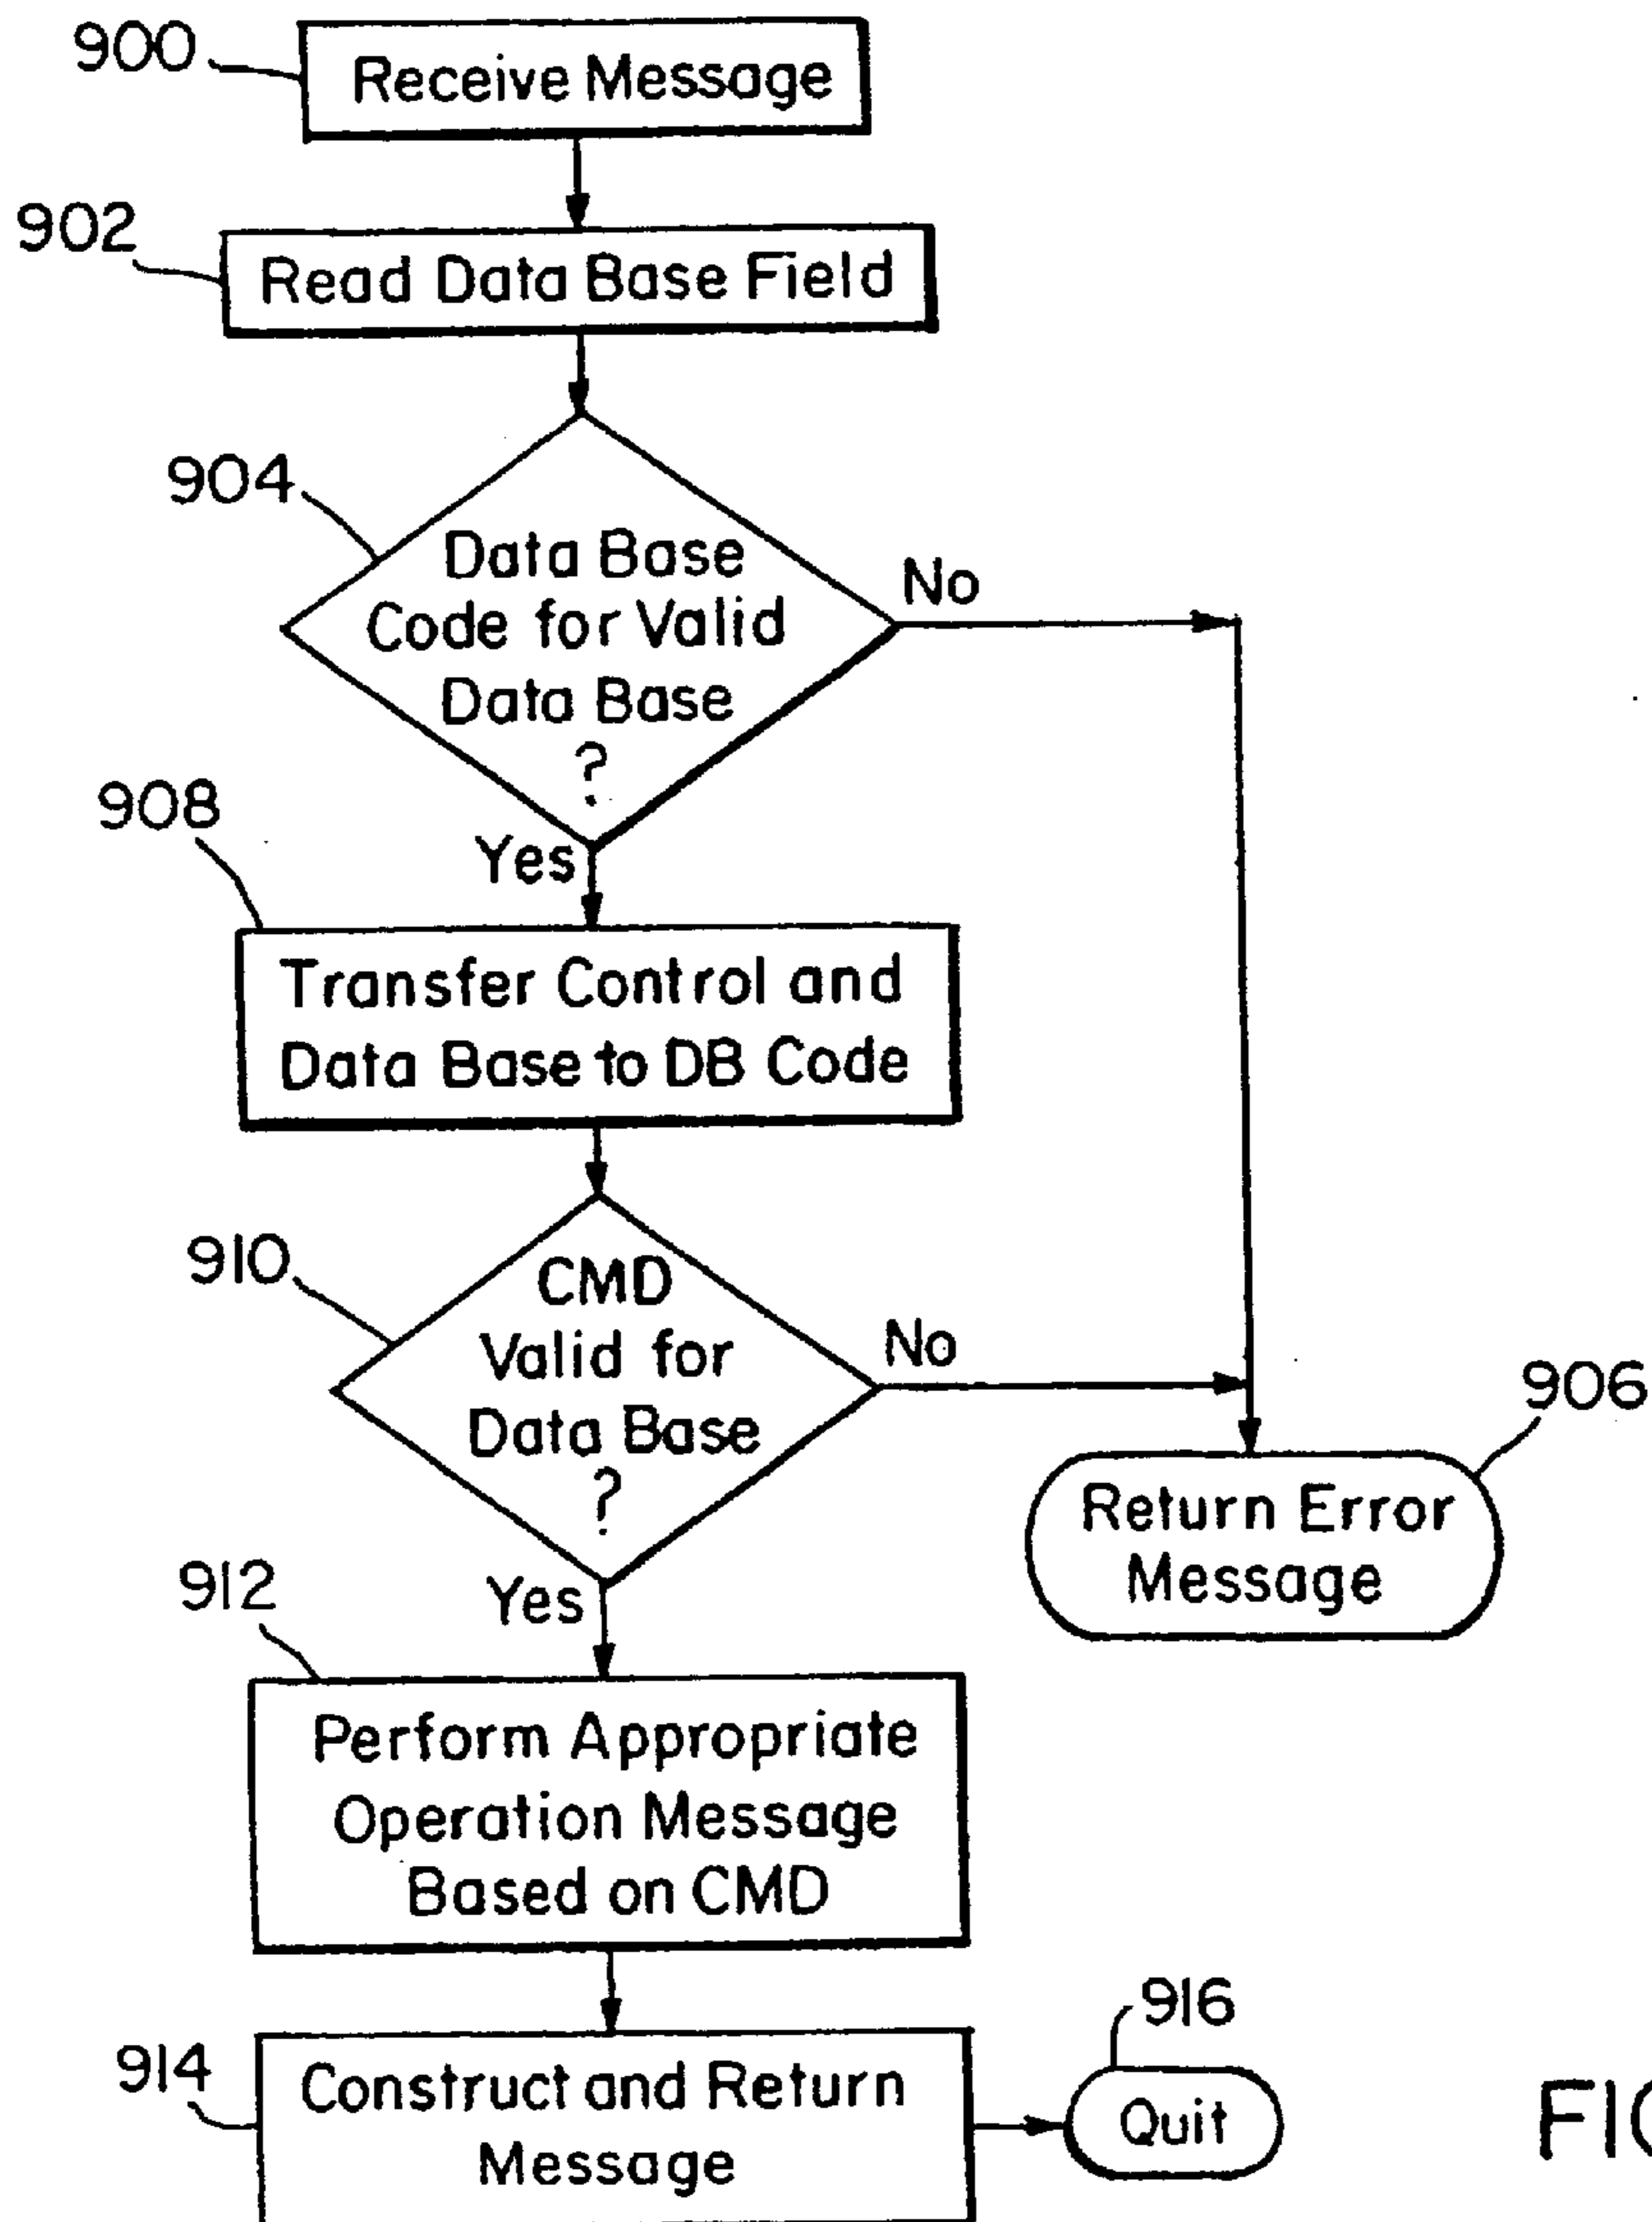 900
Receive Message
902
Read Data Base Field
904
Data Base
Code for Valid
Data Base
?
No
908
Yes
Transfer Control and
Data Base to DB Code
910
CMD
Valid for
Data Base
?
No
906
Return Error
Message
912
Yes
Perform Appropriate
Operation Message
Based on CMD
916
914
Construct and Return
Message
Quit